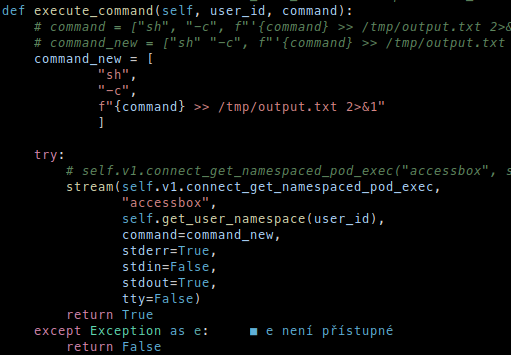 def execute_command(self, user_id, command):
# command = ["sh", "-c", f"'{command} >> /tmp/output.txt 2>&
# command_new = ["sh" "-c", f"'{command} >> /tmp/output.txt
command_new = [
"sh",
"-c",
f"{command} >> /tmp/output.txt 2>&1"
]
try:
# self.v1.connect_get_namespaced_pod_exec("accessbox", s
stream(self.v1.connect_get_namespaced_pod_exec,
"accessbox",
self.get_user_namespace(user_id),
command=command_new,
stderr=True,
stdin=False,
stdout=True,
tty=False)
return True
except Exception as e: ■ e není přístupné
return False